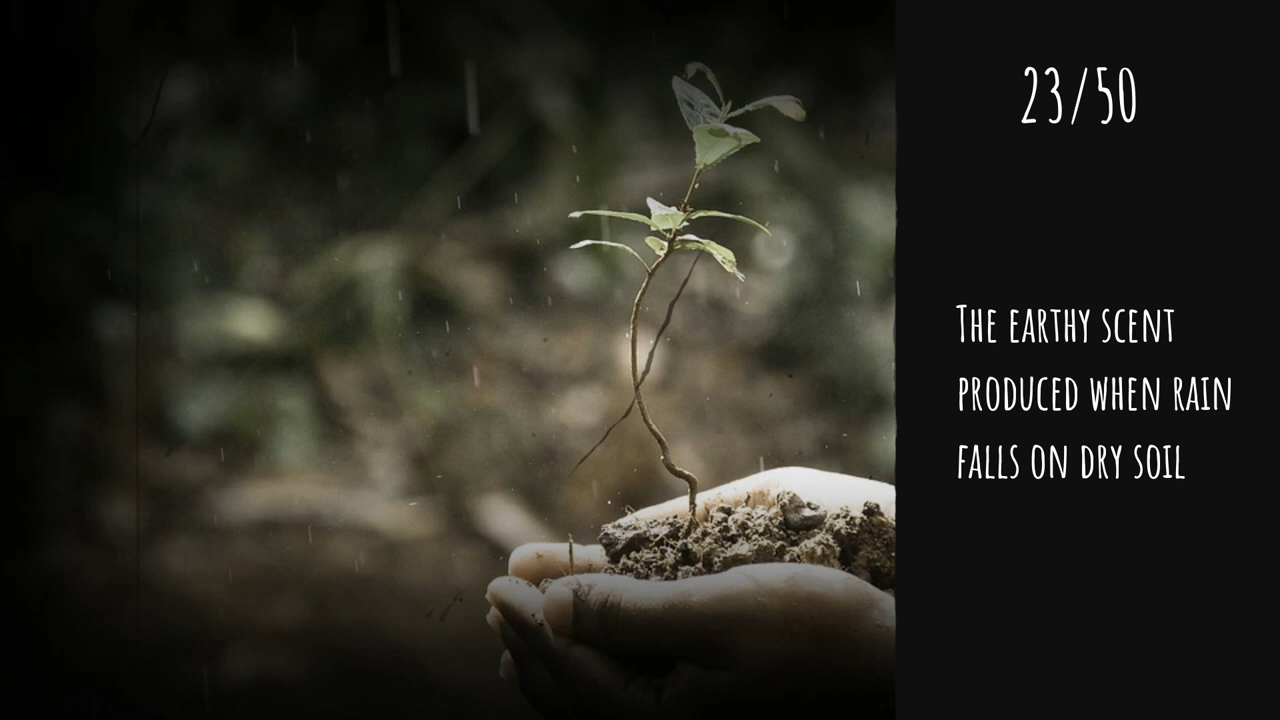 23/50
The earthy scent
produced when rain
falls on dry soil